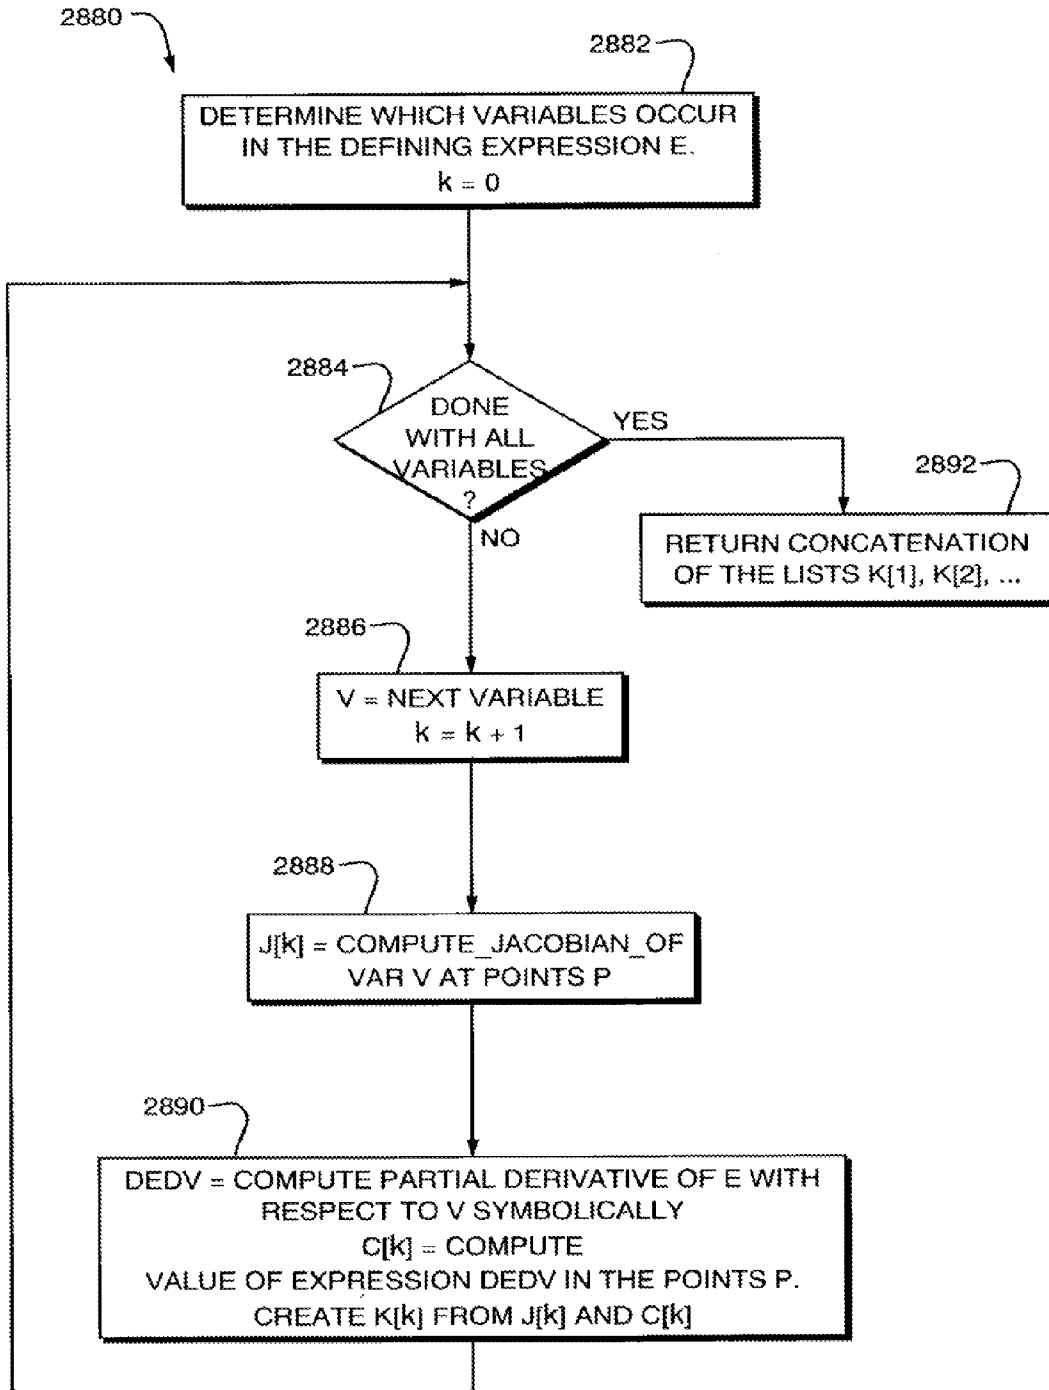 2880
2882
DETERMINE WHICH VARIABLES OCCUR
IN THE DEFINING EXPRESSION E.
k = 0
2884
DONE
WITH ALL
VARIABLES
?
YES
NO
2892
RETURN CONCATENATION
OF THE LISTS K[1], K[2], ...
2886
V = NEXT VARIABLE
k = k + 1
2888
J[k] = COMPUTE_JACOBIAN_OF
VAR V AT POINTS P
2890
DEDV = COMPUTE PARTIAL DERIVATIVE OF E WITH
RESPECT TO V SYMBOLICALLY
C[k] = COMPUTE
VALUE OF EXPRESSION DEDV IN THE POINTS P.
CREATE K[k] FROM J[k] AND C[k]